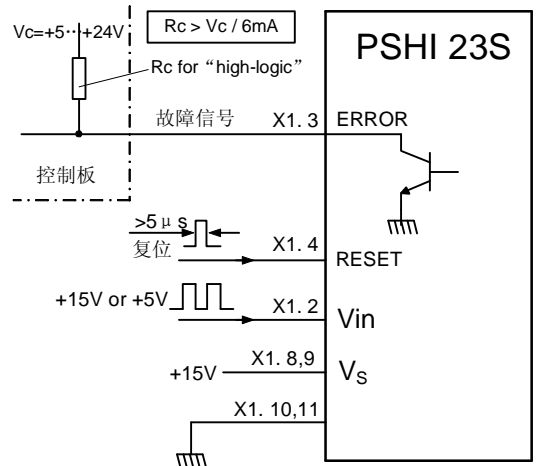 Vc=+5…+24V
Rc > Vc / 6mA
PSHI 23S
Rc for “high-logic”
故障信号
X1. 3
ERROR
控制板
>5μs
复位
X1. 4
RESET
+15V or +5V
X1. 2
Vin
+15V
X1. 8,9
VS
X1. 10,11